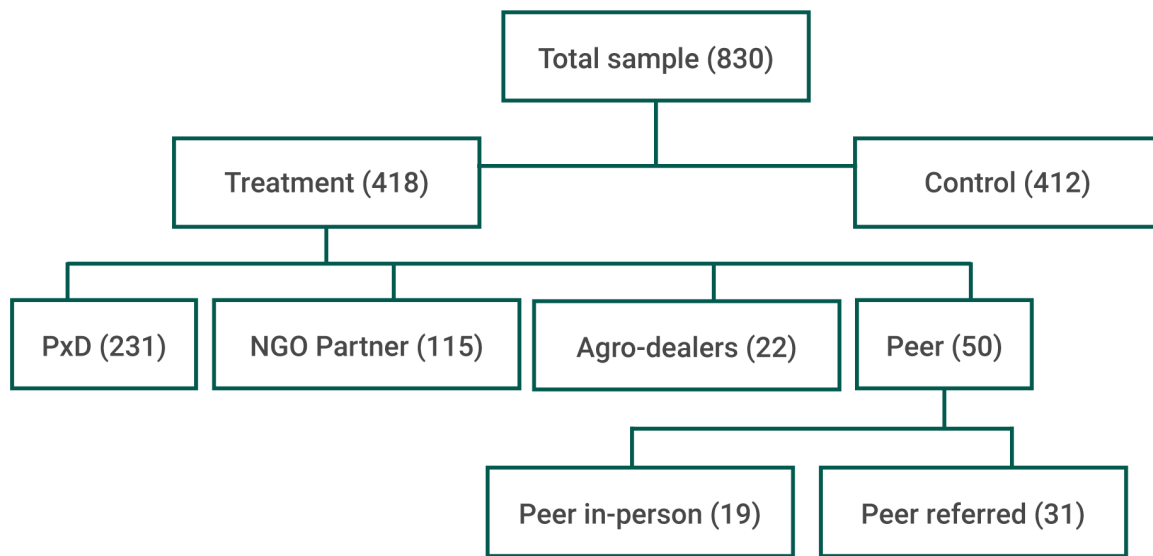 Total sample (830)
Treatment (418)
Control (412)
PxD (231)
NGO Partner (115)
Agro-dealers (22)
Peer (50)
Peer in-person (19)
Peer referred (31)